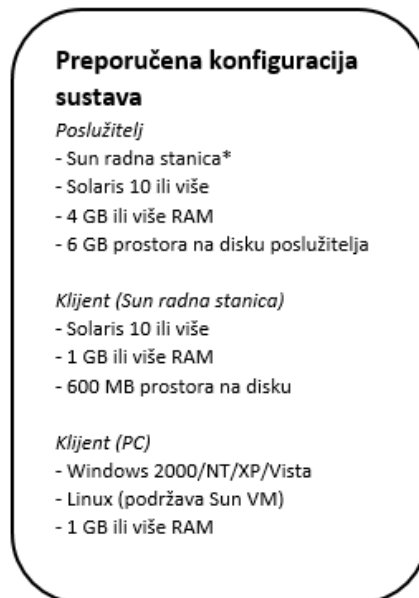 Preporučena konfiguracija
sustava
Poslužitelj
- Sun radna stanica*
- Solaris 10 ili više
- 4 GB ili više RAM
- 6 GB prostora na disku poslužitelja
Klijent (Sun radna stanica)
- Solaris 10 ili više
- 1 GB ili više RAM
- 600 MB prostora na disku
Klijent (PC)
- Windows 2000/NT/XP/Vista
- Linux (podržava Sun VM)
- 1 GB ili više RAM